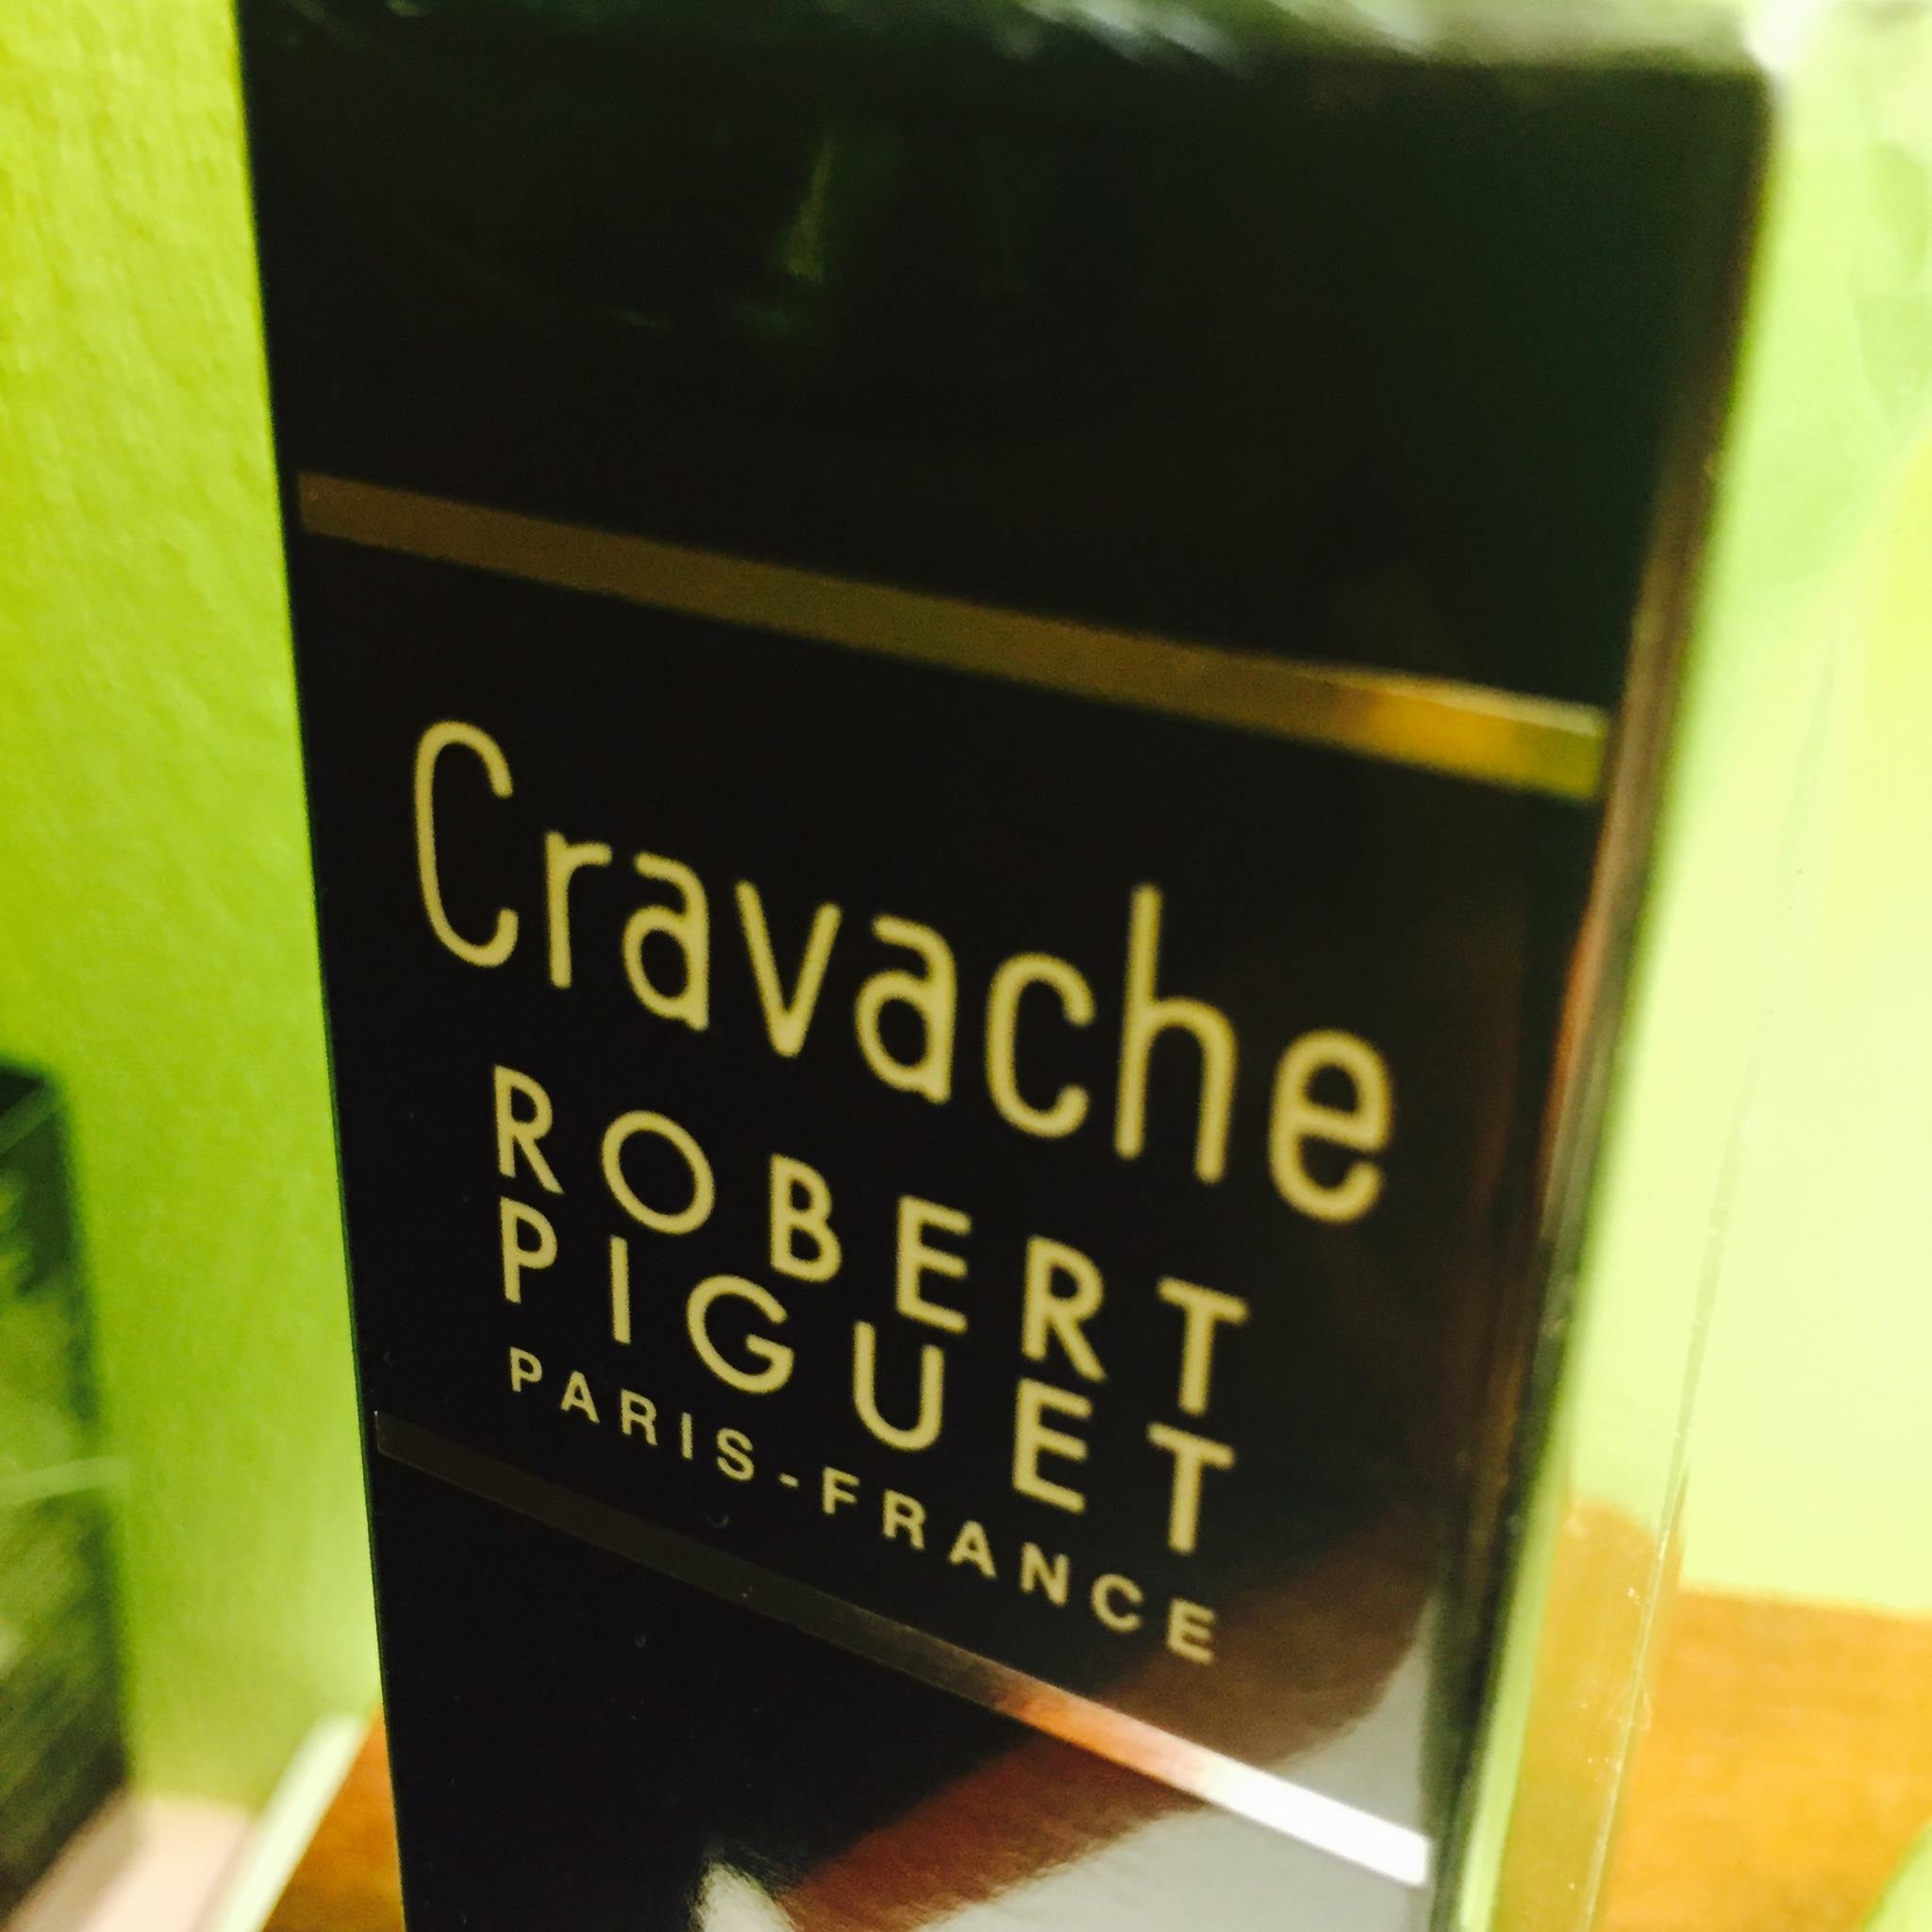 Cravache
ROBERT
PIGUET
PARIS-FRANCE